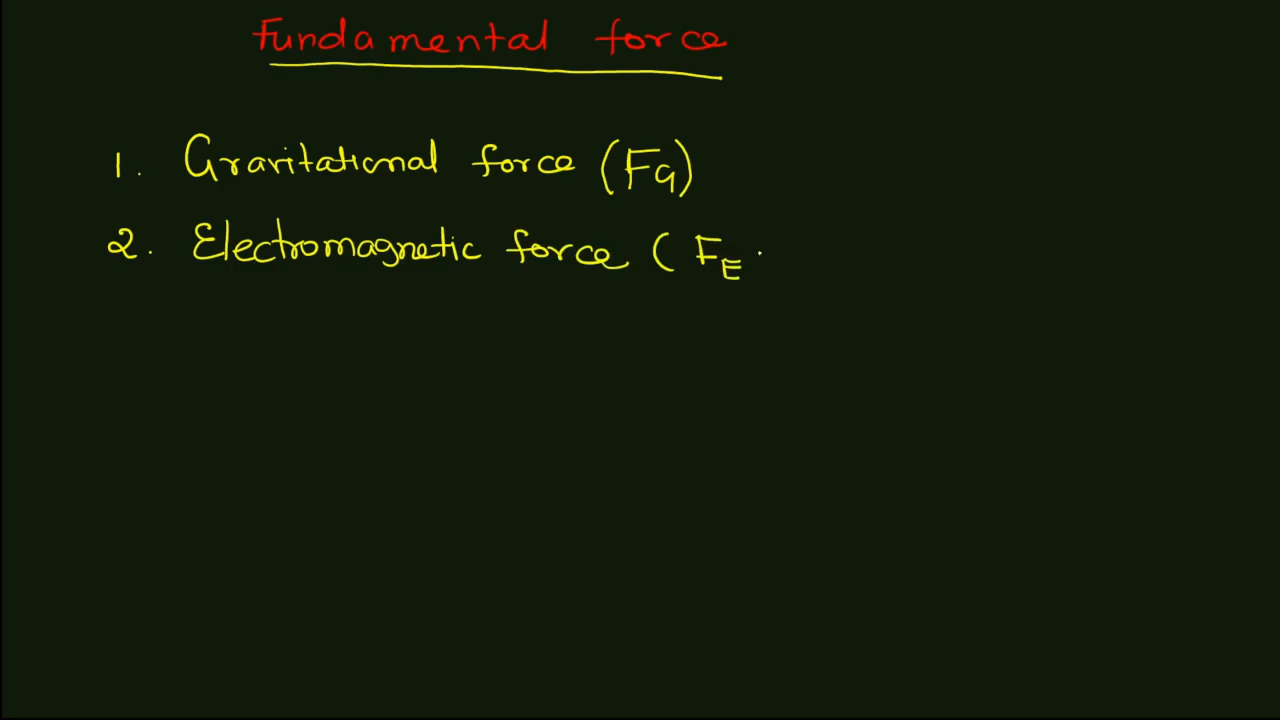 Fundamental force
1. Gravitational force (FG)
2. Electromagnetic force ( FE .